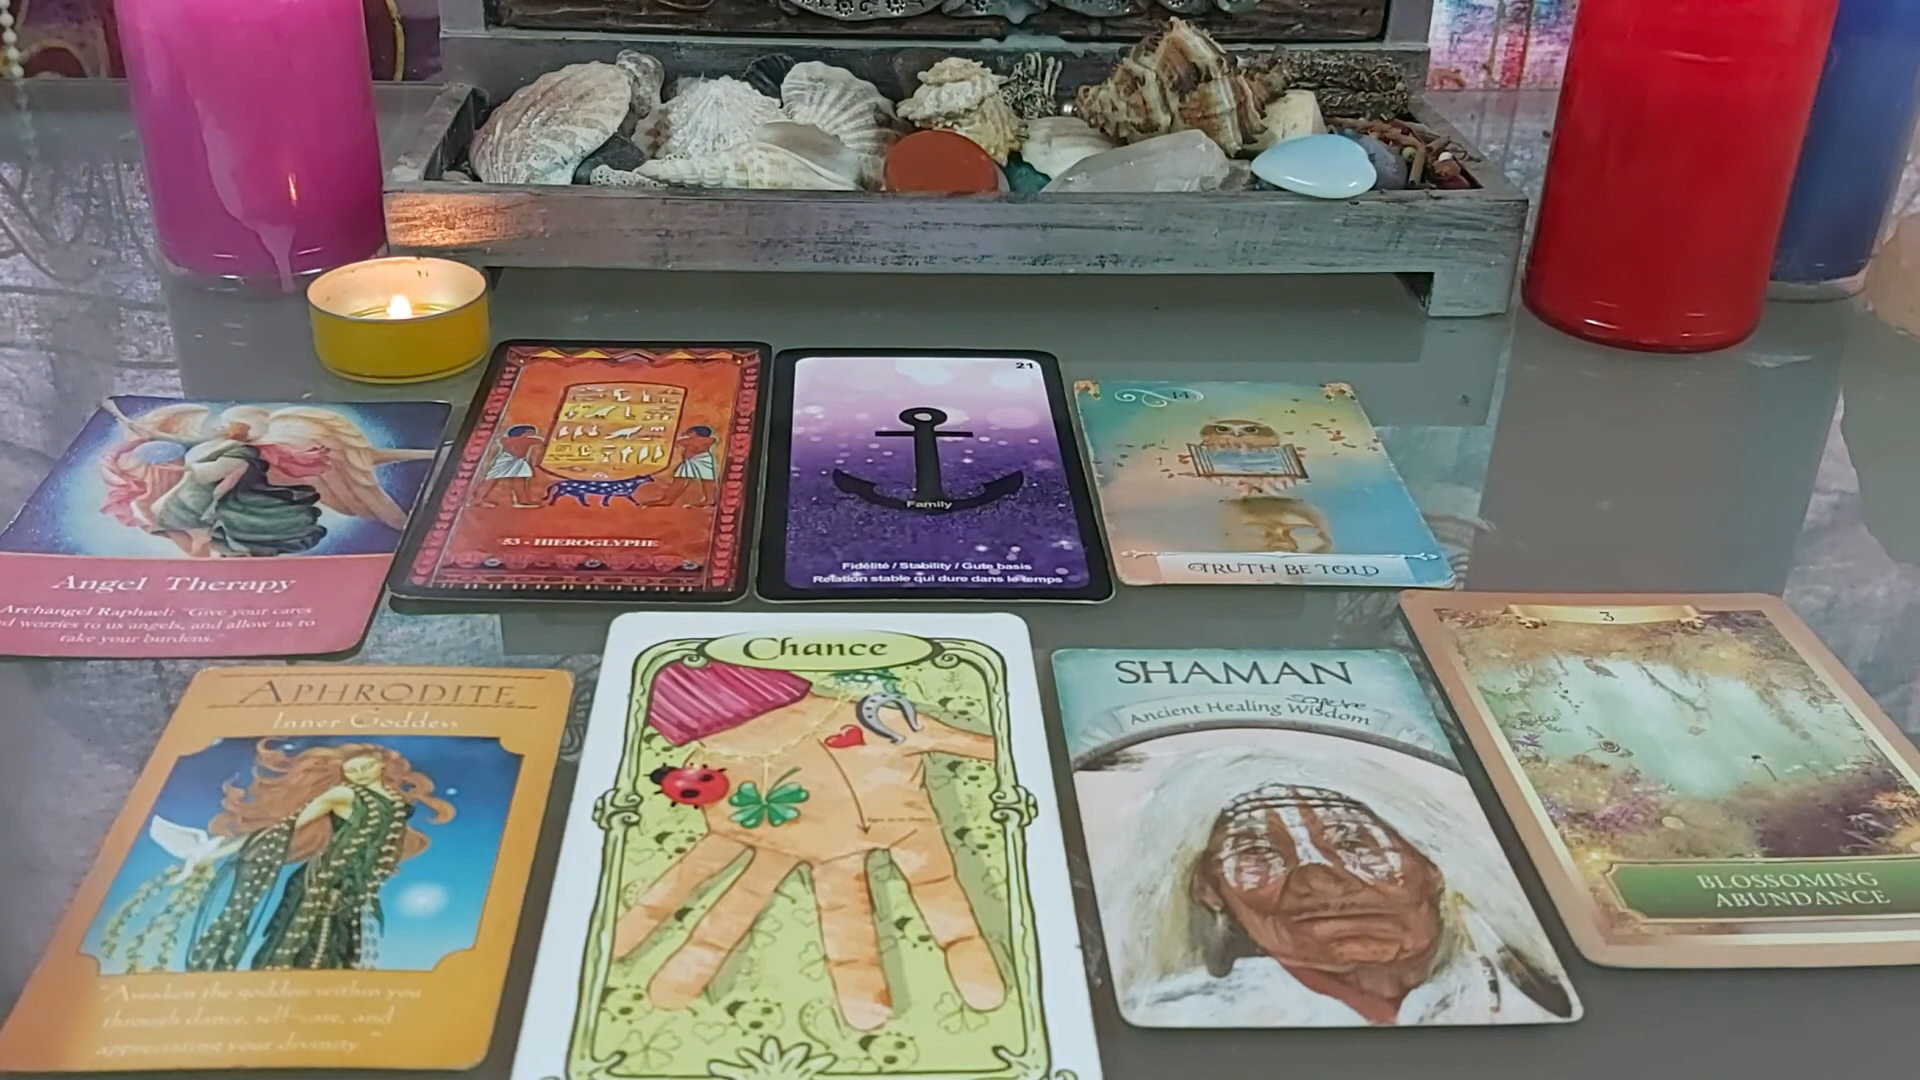 Angel Therapy
Archangel Raphael: "Give your cares
worries to us angels, and allow us to
take your burdens."
53 - HIEROGLYPHE
21
Family
Fidélité / Stability / Gute basis
Relation stable qui dure dans le temps
14
TRUTH BE TOLD
APHRODITE
Inner Goddess
"Awaken the goddess within you
through dance, self-care, and
appreciating your divinity."
Chance
SHAMAN
Ancient Healing Wisdom
3
BLOSSOMING
ABUNDANCE